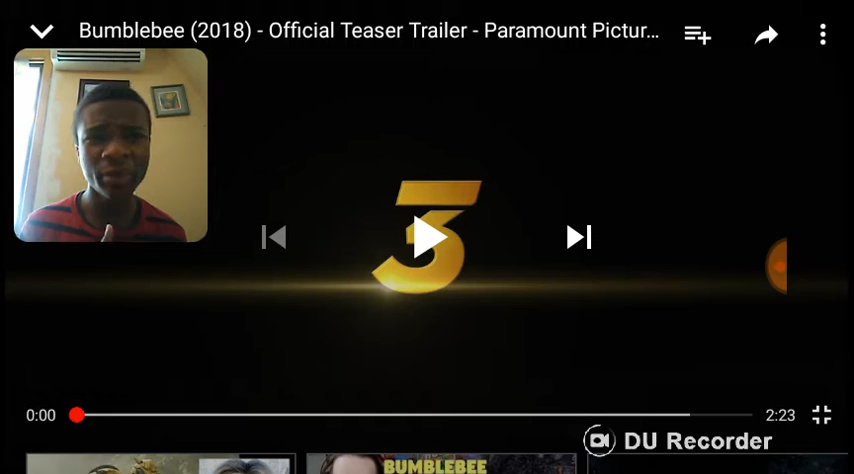 Bumblebee (2018) - Official Teaser Trailer - Paramount Pictur...
3
0:00
2:23
DU Recorder
BUMBLEBEE